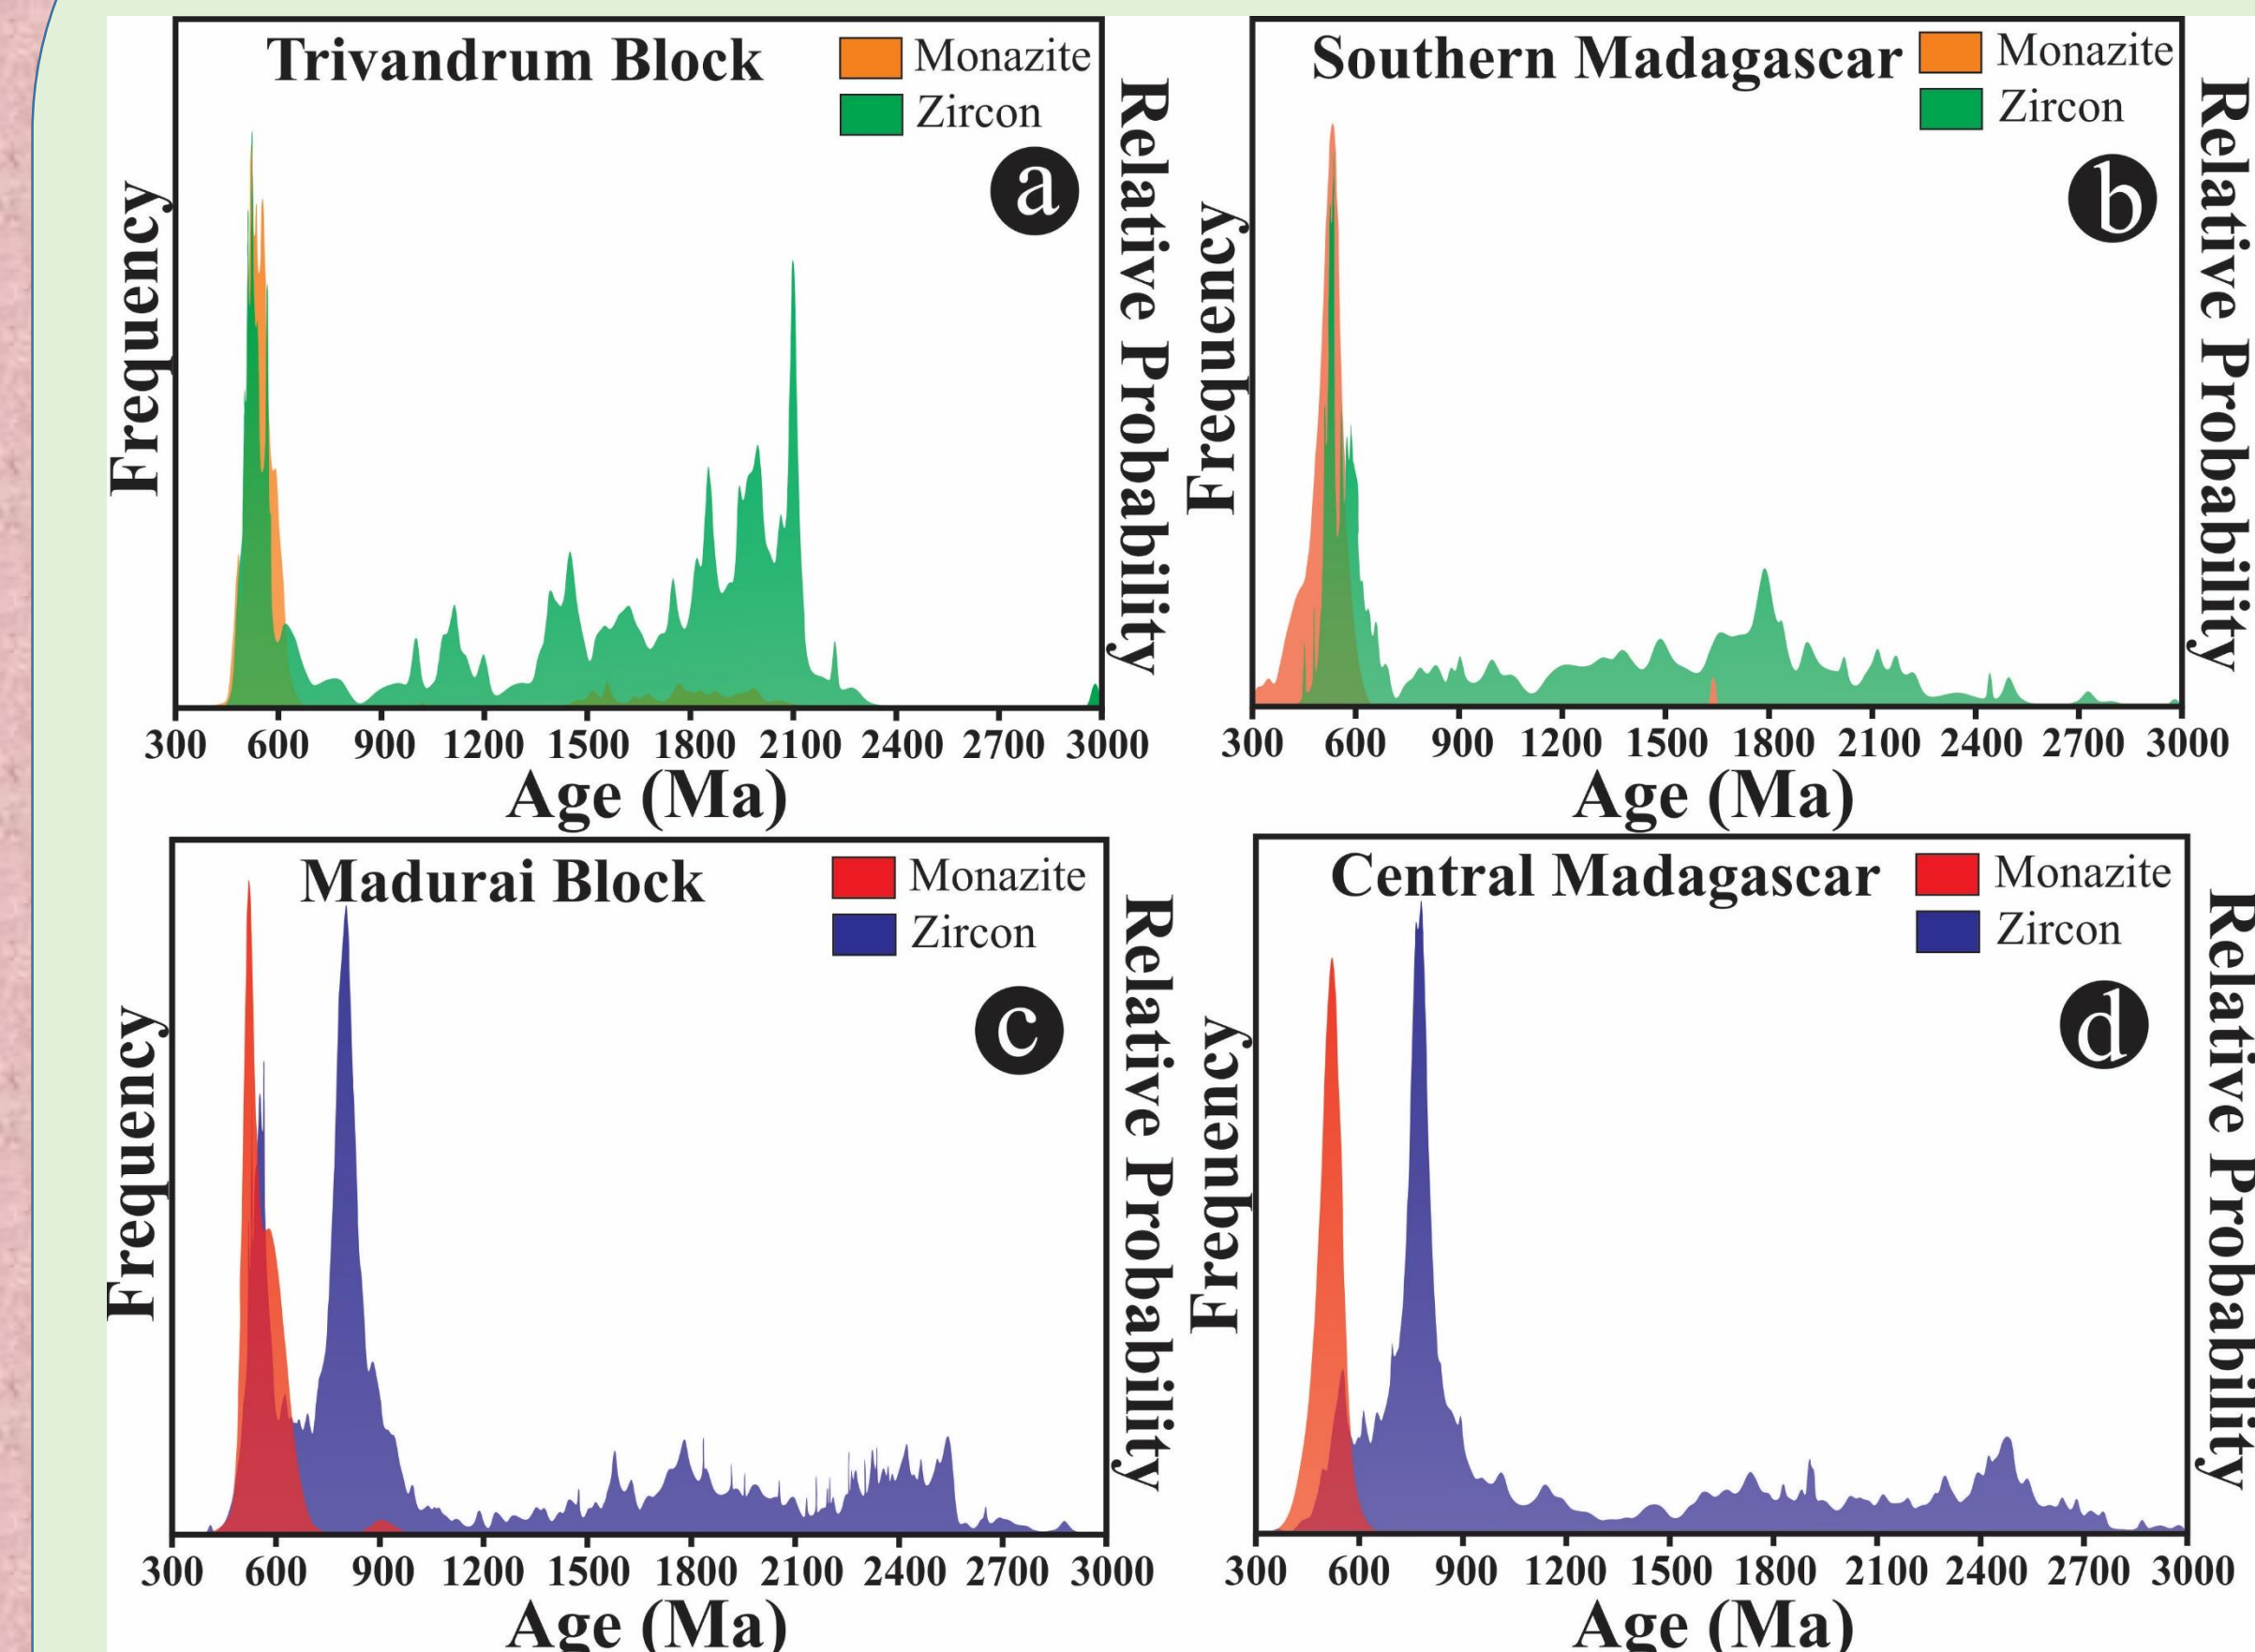 Trivandrum Block
Monazite
Zircon
a
Frequency
Relative Probability
300 600 900 1200 1500 1800 2100 2400 2700 3000
Age (Ma)
Southern Madagascar
Monazite
Zircon
b
Frequency
Relative Probability
300 600 900 1200 1500 1800 2100 2400 2700 3000
Age (Ma)
Madurai Block
Monazite
Zircon
c
Frequency
Relative Probability
300 600 900 1200 1500 1800 2100 2400 2700 3000
Age (Ma)
Central Madagascar
Monazite
Zircon
d
Frequency
Relative Probability
300 600 900 1200 1500 1800 2100 2400 2700 3000
Age (Ma)